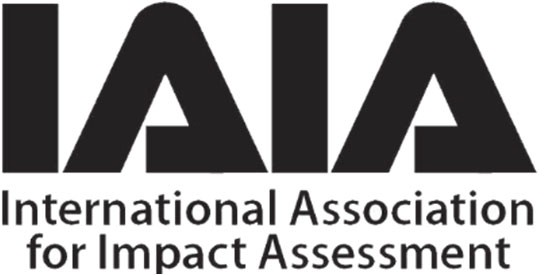 IAIA
International Association
for Impact Assessment